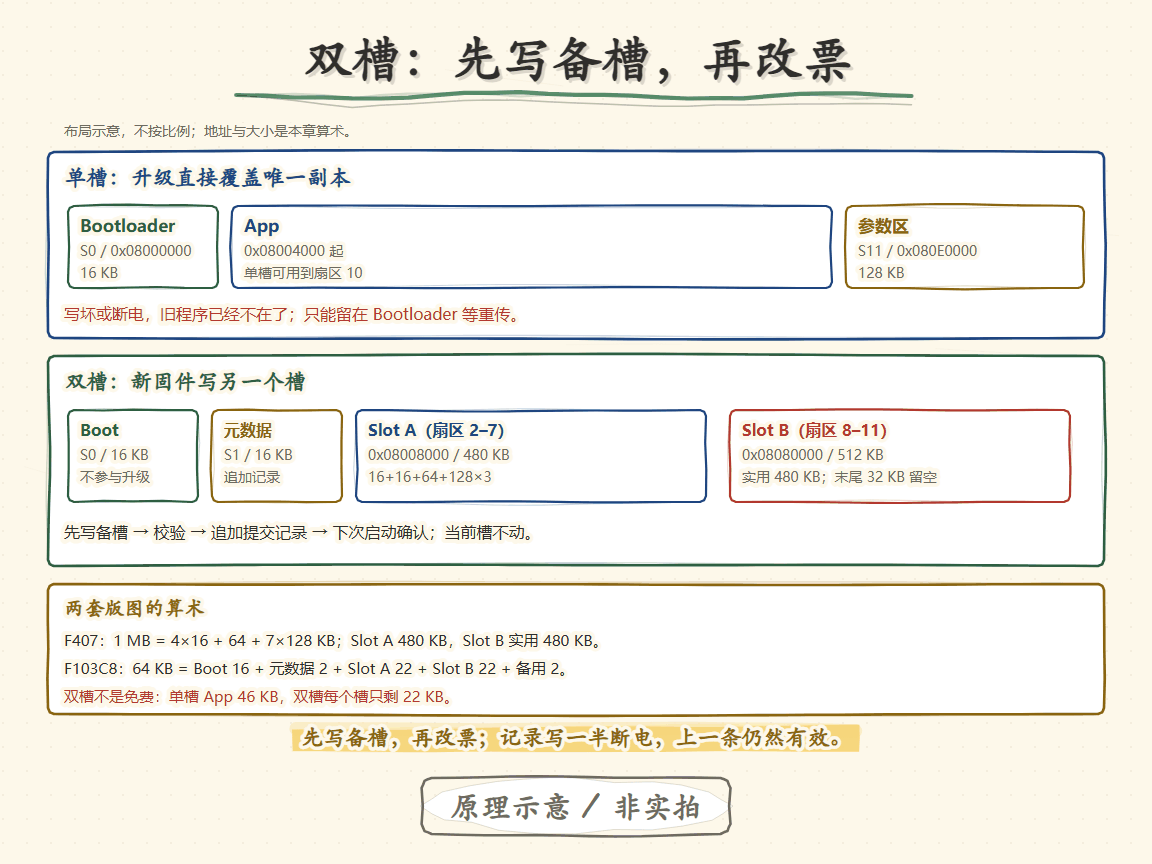 双槽：先写备槽，再改票
布局示意，不按比例；地址与大小是本章算术。
单槽：升级直接覆盖唯一副本
Bootloader
S0 / 0x08000000
16 KB
App
0x08004000 起
单槽可用到扇区 10
参数区
S11 / 0x080E0000
128 KB
写坏或断电，旧程序已经不在了；只能留在 Bootloader 等重传。
双槽：新固件写另一个槽
Boot
S0 / 16 KB
不参与升级
元数据
S1 / 16 KB
追加记录
Slot A（扇区 2–7）
0x08008000 / 480 KB
16+16+64+128×3
Slot B（扇区 8–11）
0x08080000 / 512 KB
实用 480 KB；末尾 32 KB 留空
先写备槽 → 校验 → 追加提交记录 → 下次启动确认；当前槽不动。
两套版图的算术
F407：1 MB = 4×16 + 64 + 7×128 KB；Slot A 480 KB，Slot B 实用 480 KB。
F103C8：64 KB = Boot 16 + 元数据 2 + Slot A 22 + Slot B 22 + 备用 2。
双槽不是免费：单槽 App 46 KB，双槽每个槽只剩 22 KB。
先写备槽，再改票；记录写一半断电，上一条仍然有效。
原理示意 / 非实拍